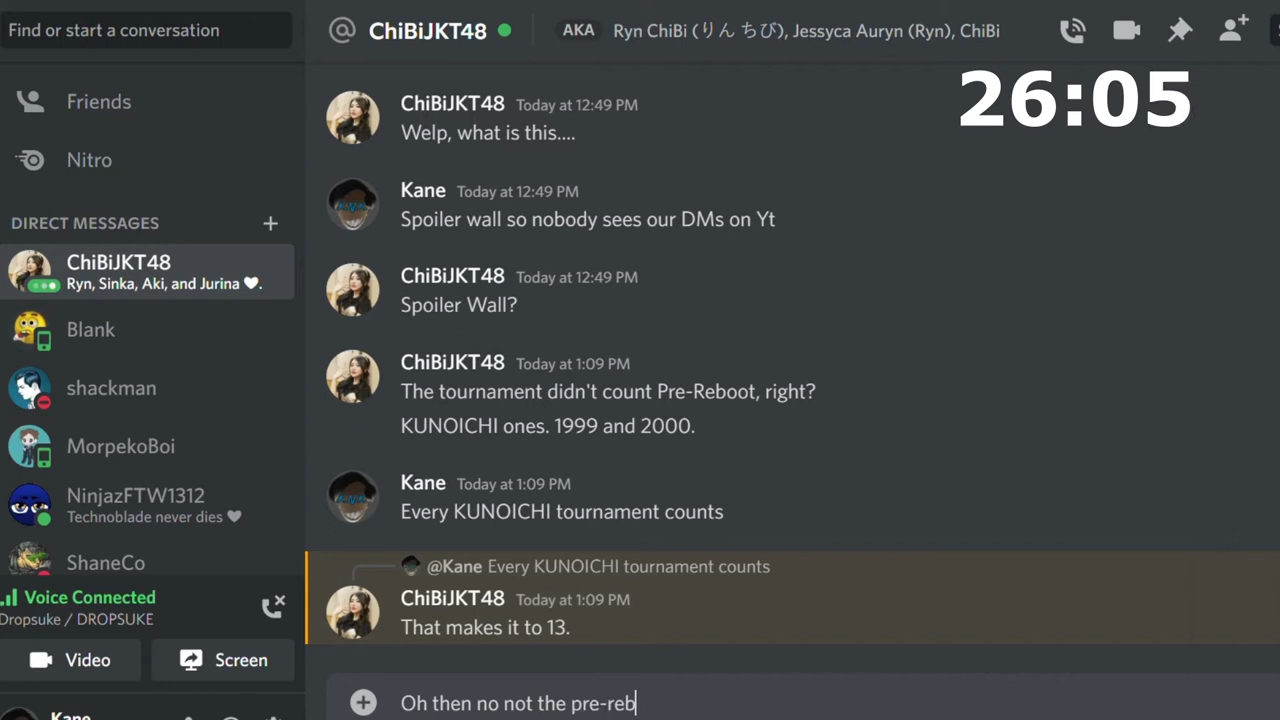 Find or start a conversation
ChiBiJKT48
AKA Ryn ChiBi (りん ちび), Jessyca Auryn (Ryn), ChiBi
26:05
Friends
Nitro
DIRECT MESSAGES
ChiBiJKT48
Ryn, Sinka, Aki, and Jurina 🤍.
Blank
shackman
MorpekoBoi
NinjazFTW1312
Technoblade never dies 🤍
ShaneCo
Voice Connected
Dropsuke / DROPSUKE
Video
Screen
Kane
ChiBiJKT48 Today at 12:49 PM
Welp, what is this....
Kane Today at 12:49 PM
Spoiler wall so nobody sees our DMs on Yt
ChiBiJKT48 Today at 12:49 PM
Spoiler Wall?
ChiBiJKT48 Today at 1:09 PM
The tournament didn't count Pre-Reboot, right?
KUNOICHI ones. 1999 and 2000.
Kane Today at 1:09 PM
Every KUNOICHI tournament counts
@Kane Every KUNOICHI tournament counts
ChiBiJKT48 Today at 1:09 PM
That makes it to 13.
Oh then no not the pre-reb